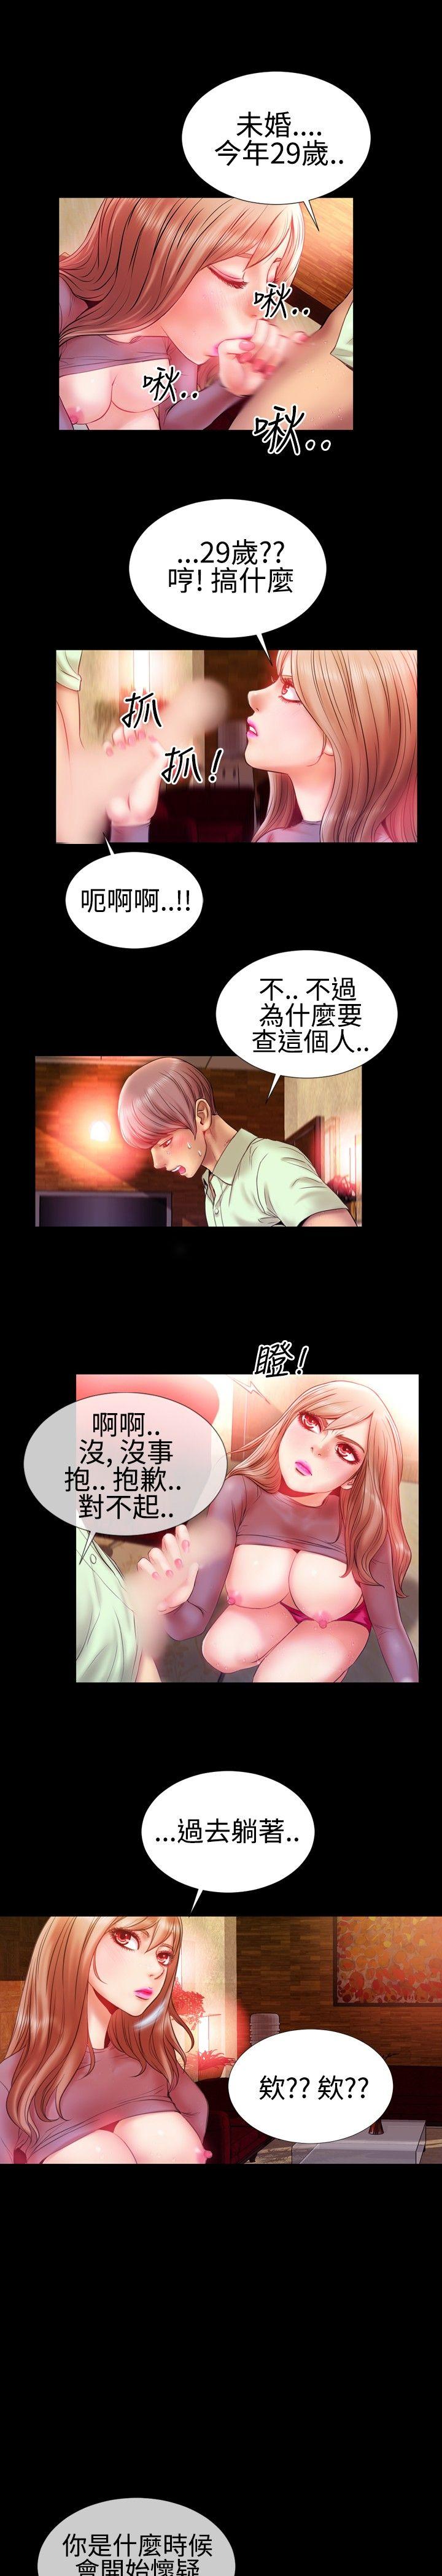 未婚....
今年29歲..
啾..
啾..
啾..
...29歲??
哼! 搞什麼
抓
抓!
呃啊啊..!!
不.. 不過
為什麼要
查這個人..
瞪!
啊啊..
沒, 沒事
抱.. 抱歉..
對不起..
...過去躺著..
欸?? 欸??
你是什麼時候
會開始懷疑